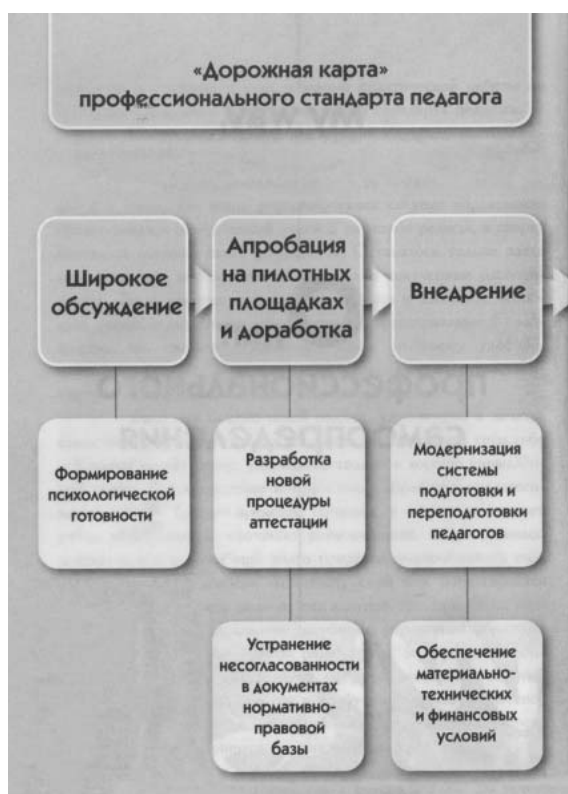 «Дорожная карта»
профессионального стандарта педагога
Широкое
обсуждение
Апробация
на пилотных
площадках
и доработка
Внедрение
Формирование
психологической
готовности
Разработка
новой
процедуры
аттестации
Модернизация
системы
подготовки и
переподготовки
педагогов
Устранение
несогласованности
в документах
нормативно-
правовой
базы
Обеспечение
материально-
технических
и финансовых
условий